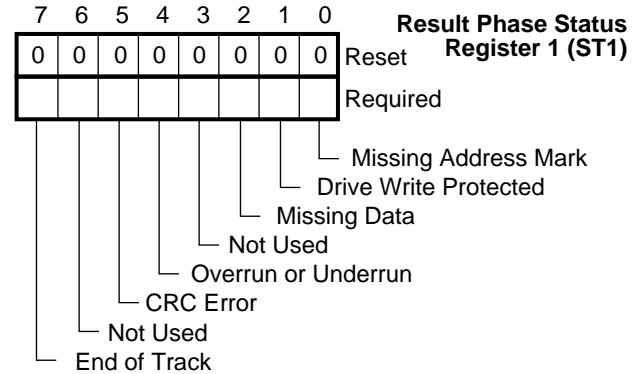 7 6 5 4 3 2 1 0
Result Phase Status
Register 1 (ST1)
0 0 0 0 0 0 0 0 Reset
Required
Missing Address Mark
Drive Write Protected
Missing Data
Not Used
Overrun or Underrun
CRC Error
Not Used
End of Track